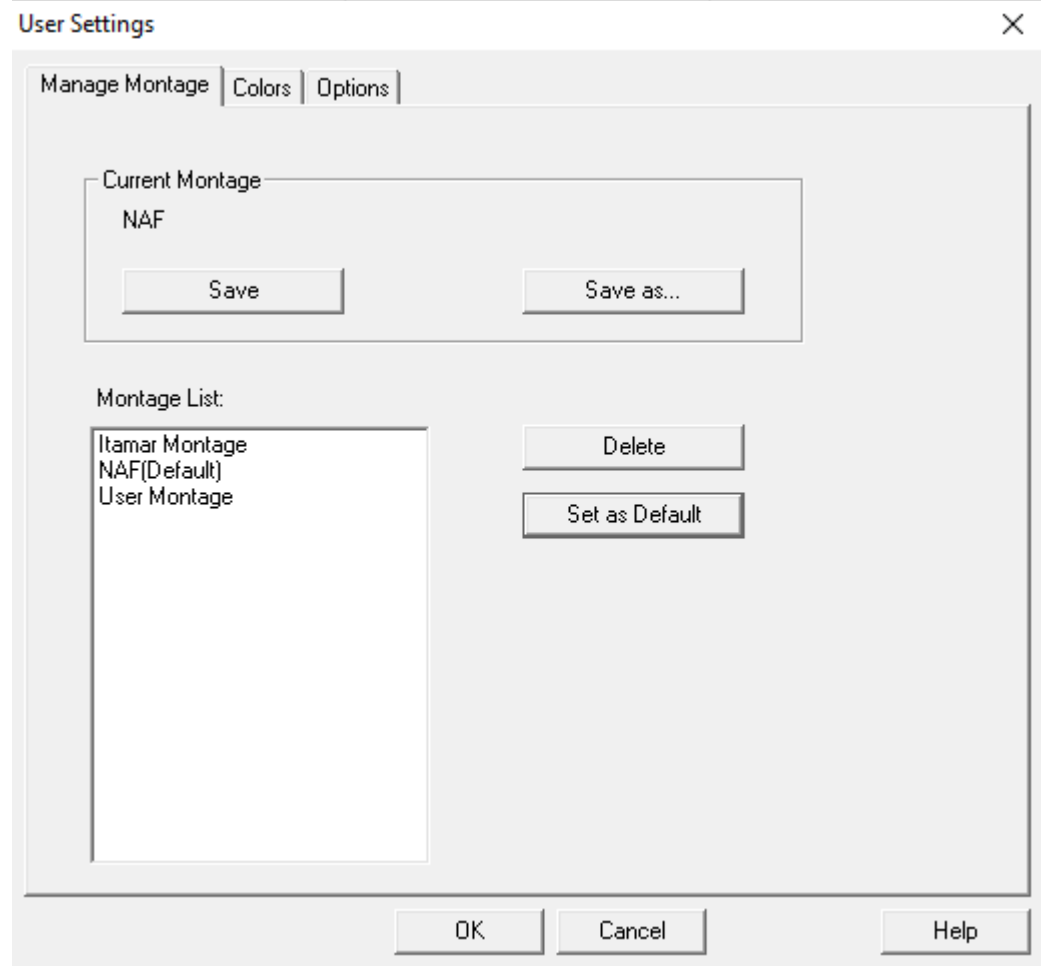 User Settings
Manage Montage Colors Options
Current Montage
NAF
Save Save as...
Montage List:
Itamar Montage
NAF(Default)
User Montage
Delete
Set as Default
OK Cancel Help